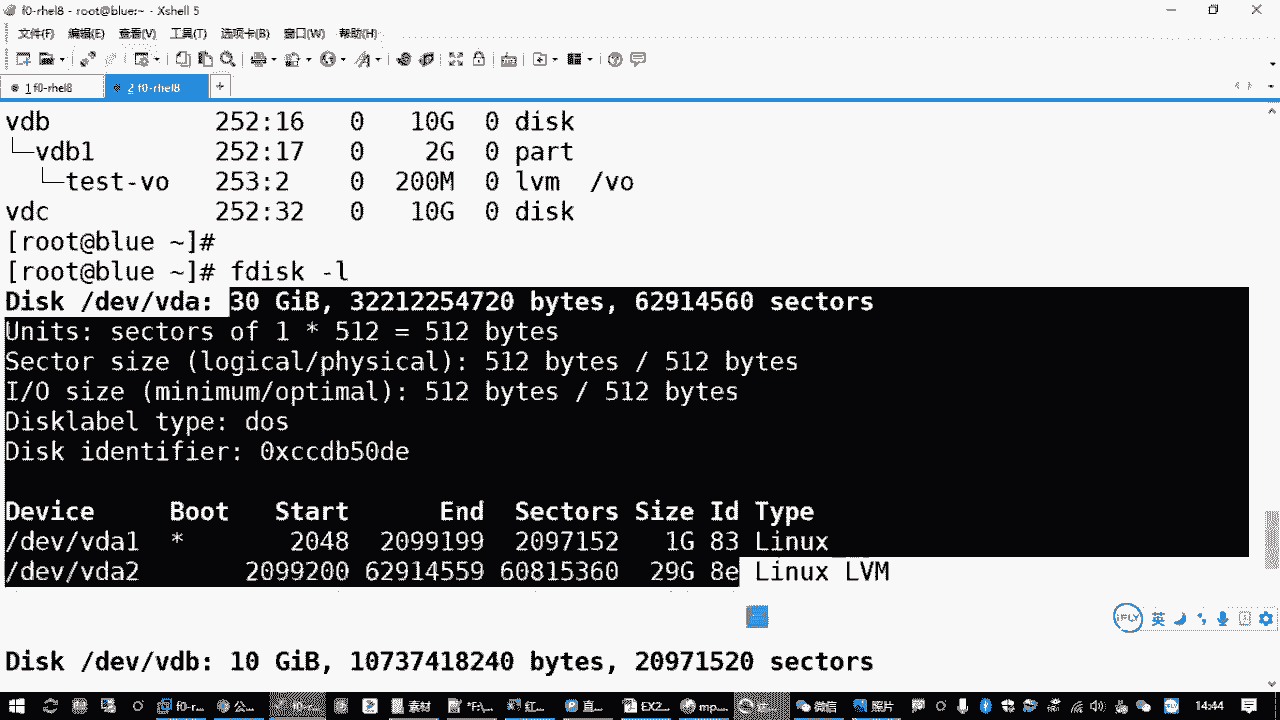 f0-rhel8 - root@blue:~ - Xshell 5
文件(F) 编辑(E) 查看(V) 工具(T) 选项卡(B) 窗口(W) 帮助(H)
1 f0-rhel8 2 f0-rhel8 +
vdb 252:16 0 10G 0 disk
└─vdb1 252:17 0 2G 0 part
└─test-vo 253:2 0 200M 0 lvm /vo
vdc 252:32 0 10G 0 disk
[root@blue ~]#
[root@blue ~]# fdisk -l
Disk /dev/vda: 30 GiB, 32212254720 bytes, 62914560 sectors
Units: sectors of 1 * 512 = 512 bytes
Sector size (logical/physical): 512 bytes / 512 bytes
I/O size (minimum/optimal): 512 bytes / 512 bytes
Disklabel type: dos
Disk identifier: 0xccdb50de
Device Boot Start End Sectors Size Id Type
/dev/vda1 * 2048 2099199 2097152 1G 83 Linux
/dev/vda2 2099200 62914559 60815360 29G 8e Linux LVM
iFLY 英
Disk /dev/vdb: 10 GiB, 10737418240 bytes, 20971520 sectors
f0-r... 公... 素材 *F:\... 红... 直... EX2... mp... 微信 照片 14:44